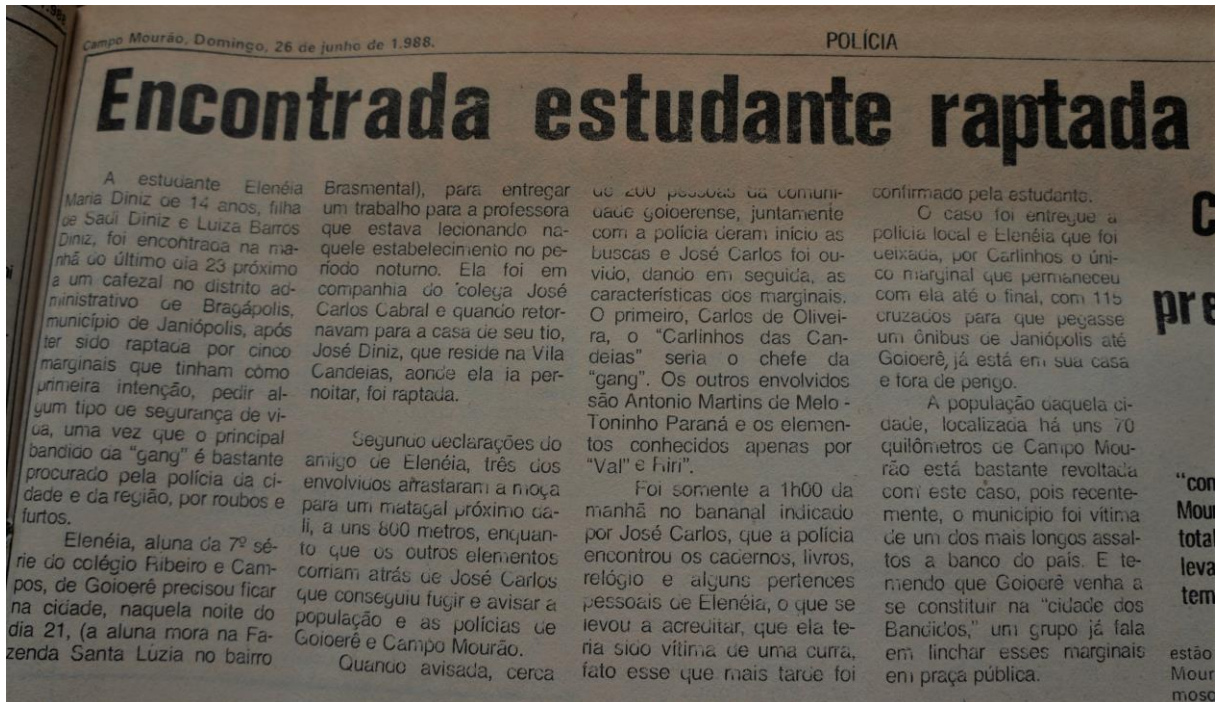 Campo Mourão, Domingo, 26 de junho de 1.988.
POLÍCIA
Encontrada estudante raptada
A estudante Elenéia
Maria Diniz de 14 anos, filha
de Saul Diniz e Luiza Barros
Diniz, foi encontrada na ma-
nhã do último dia 23 próximo
a um cafezal no distrito ad-
ministrativo de Bragápolis,
município de Janiópolis, após
ter sido raptada por cinco
marginais que tinham como
primeira intenção, pedir al-
gum tipo de segurança de vi-
da, uma vez que o principal
bandido da "gang" é bastante
procurado pela polícia da ci-
dade e da região, por roubos e
furtos.
Elenéia, aluna da 7º sé-
rie do colégio Ribeiro e Cam-
pos, de Goioerê precisou ficar
na cidade, naquela noite do
dia 21, (a aluna mora na Fa-
zenda Santa Luzia no bairro
Brasmental), para entregar
um trabalho para a professora
que estava lecionando na-
quele estabelecimento no pe-
ríodo noturno. Ela foi em
companhia do colega José
Carlos Cabral e quando retor-
navam para a casa de seu tio,
José Diniz, que reside na Vila
Candeias, aonde ela ia per-
noitar, foi raptada.
Segundo declarações do
amigo de Elenéia, três dos
envolvidos arrastaram a moça
para um matagal próximo da-
li, a uns 800 metros, enquan-
to que os outros elementos
corriam atrás de José Carlos
que conseguiu fugir e avisar a
população e as polícias de
Goioerê e Campo Mourão.
Quando avisada, cerca
de 200 pessoas da comuni-
dade goioerense, juntamente
com a polícia deram início as
buscas e José Carlos foi ou-
vido, dando em seguida, as
características dos marginais.
O primeiro, Carlos de Olivei-
ra, o "Carlinhos das Can-
deias" seria o chefe da
"gang". Os outros envolvidos
são Antonio Martins de Melo -
Toninho Paraná e os elemen-
tos conhecidos apenas por
"Val" e Riri".
Foi somente a 1h00 da
manhã no bananal indicado
por José Carlos, que a polícia
encontrou os cadernos, livros,
relógio e alguns pertences
pessoais de Elenéia, o que se
levou a acreditar, que ela te-
ria sido vítima de uma curra,
fato esse que mais tarde foi
confirmado pela estudante.
O caso foi entregue a
polícia local e Elenéia que foi
deixada, por Carlinhos o úni-
co marginal que permaneceu
com ela até o final, com 115
cruzados para que pegasse
um ônibus de Janiópolis até
Goioerê, já está em sua casa
e fora de perigo.
A população daquela ci-
dade, localizada há uns 70
quilômetros de Campo Mou-
rão está bastante revoltada
com este caso, pois recente-
mente, o municipio foi vítima
de um dos mais longos assal-
tos a banco do país. E te-
mendo que Goioerê venha a
se constituir na "cidade dos
Bandidos," um grupo já fala
em linchar esses marginais
em praça pública.
C
pre
"con
Mour
total
leva
tem
estão
Mour
mosc